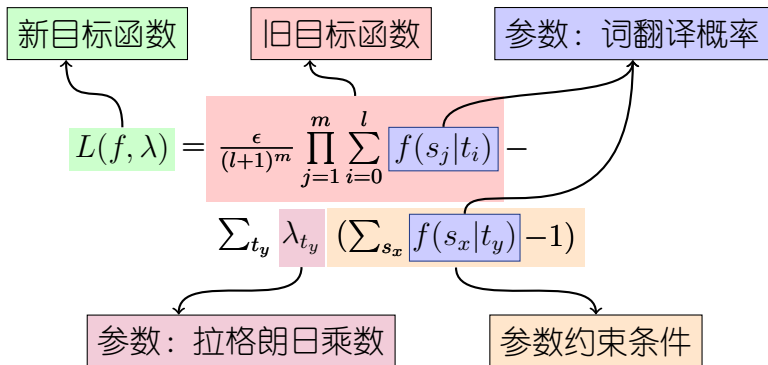 新目标函数 旧目标函数 参数：词翻译概率
L(f, λ) = ϵ/(l+1)^m ∏_{j=1}^{m} ∑_{i=0}^{l} f(s_j|t_i) −
∑_{t_y} λ_{t_y} (∑_{s_x} f(s_x|t_y) −1)
参数：拉格朗日乘数 参数约束条件